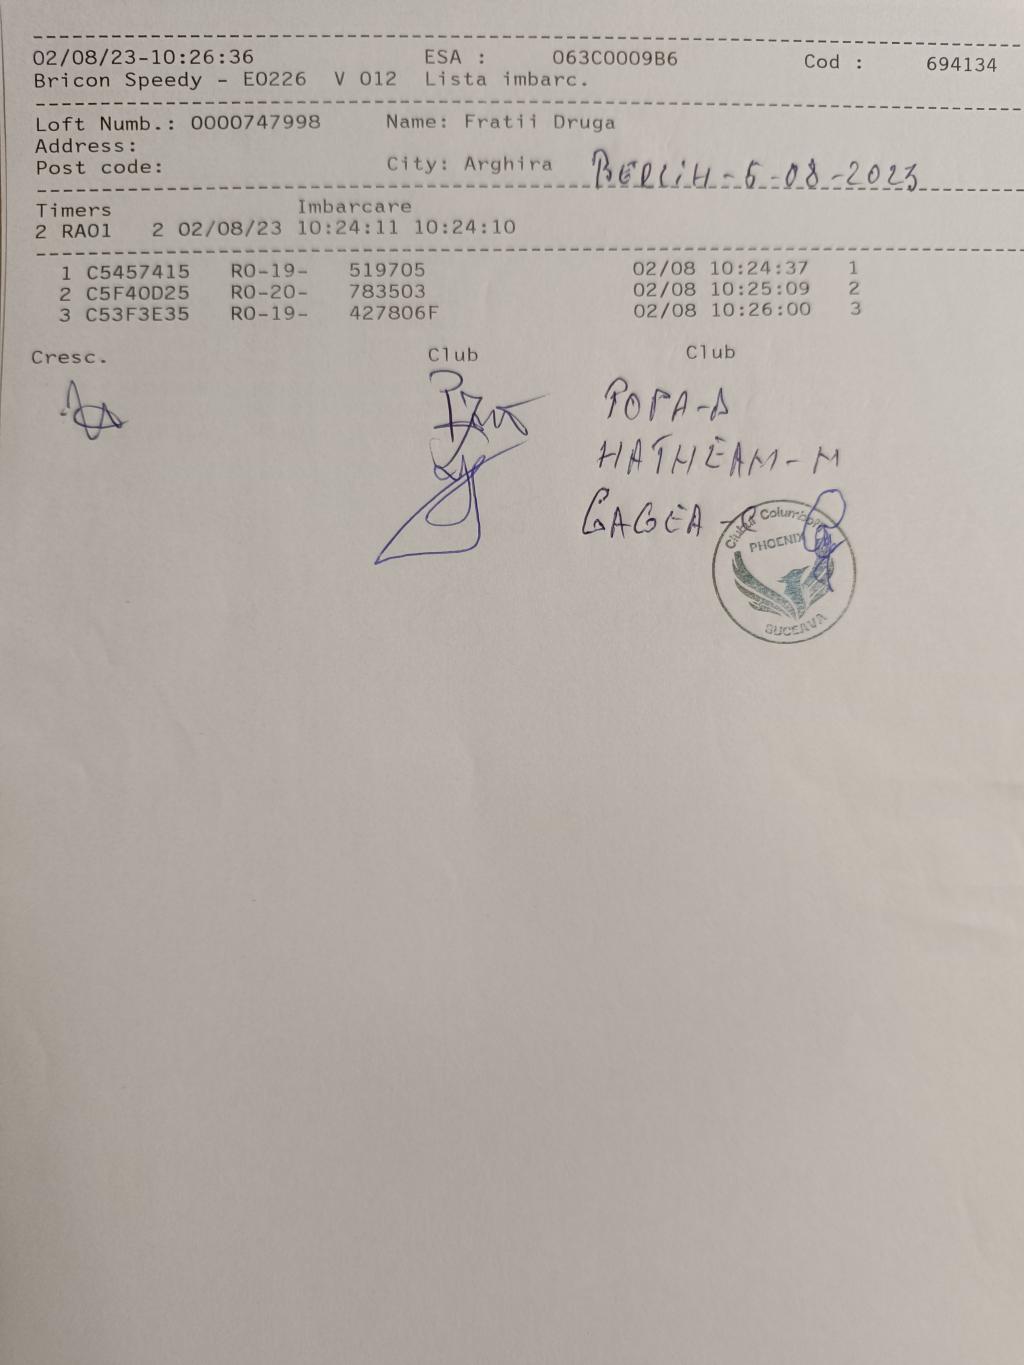 02/08/23-10:26:36 ESA : 063C0009B6 Cod : 694134
Bricon Speedy - E0226 V 012 Lista imbarc.
Loft Numb.: 0000747998 Name: Fratii Druga
Address:
Post code: City: Arghira BERLIN-5-08-2023
Timers Imbarcare
2 RA01 2 02/08/23 10:24:11 10:24:10
1 C5457415 RO-19- 519705 02/08 10:24:37 1
2 C5F40D25 RO-20- 783503 02/08 10:25:09 2
3 C53F3E35 RO-19- 427806F 02/08 10:26:00 3
Cresc. Club Club
POPA-D
HATHEAM-M
GAGEA
Clubul Columbofil
PHOENIX
SUCEAVA